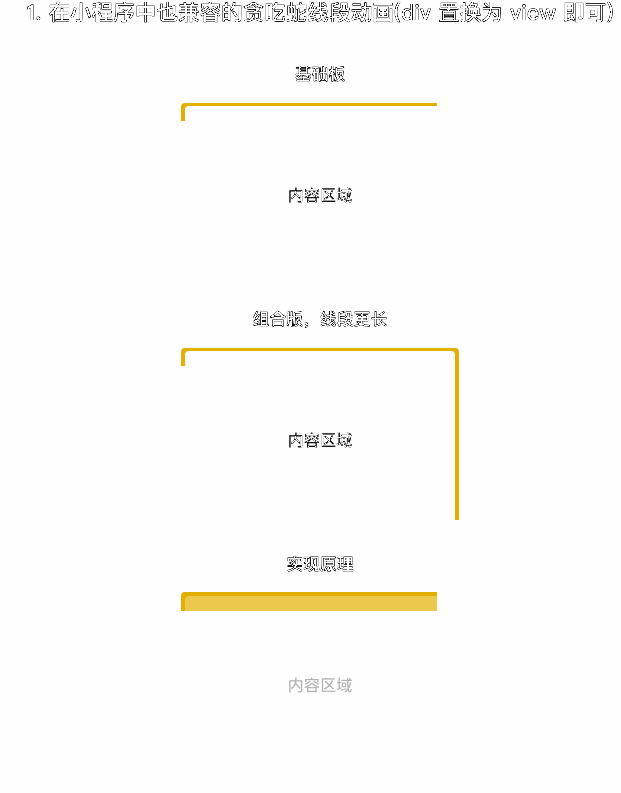 1. 在小程序中也兼容的贪吃蛇线段动画(div 置换为 view 即可)
基础板
内容区域
组合版，线段更长
内容区域
实现原理
内容区域